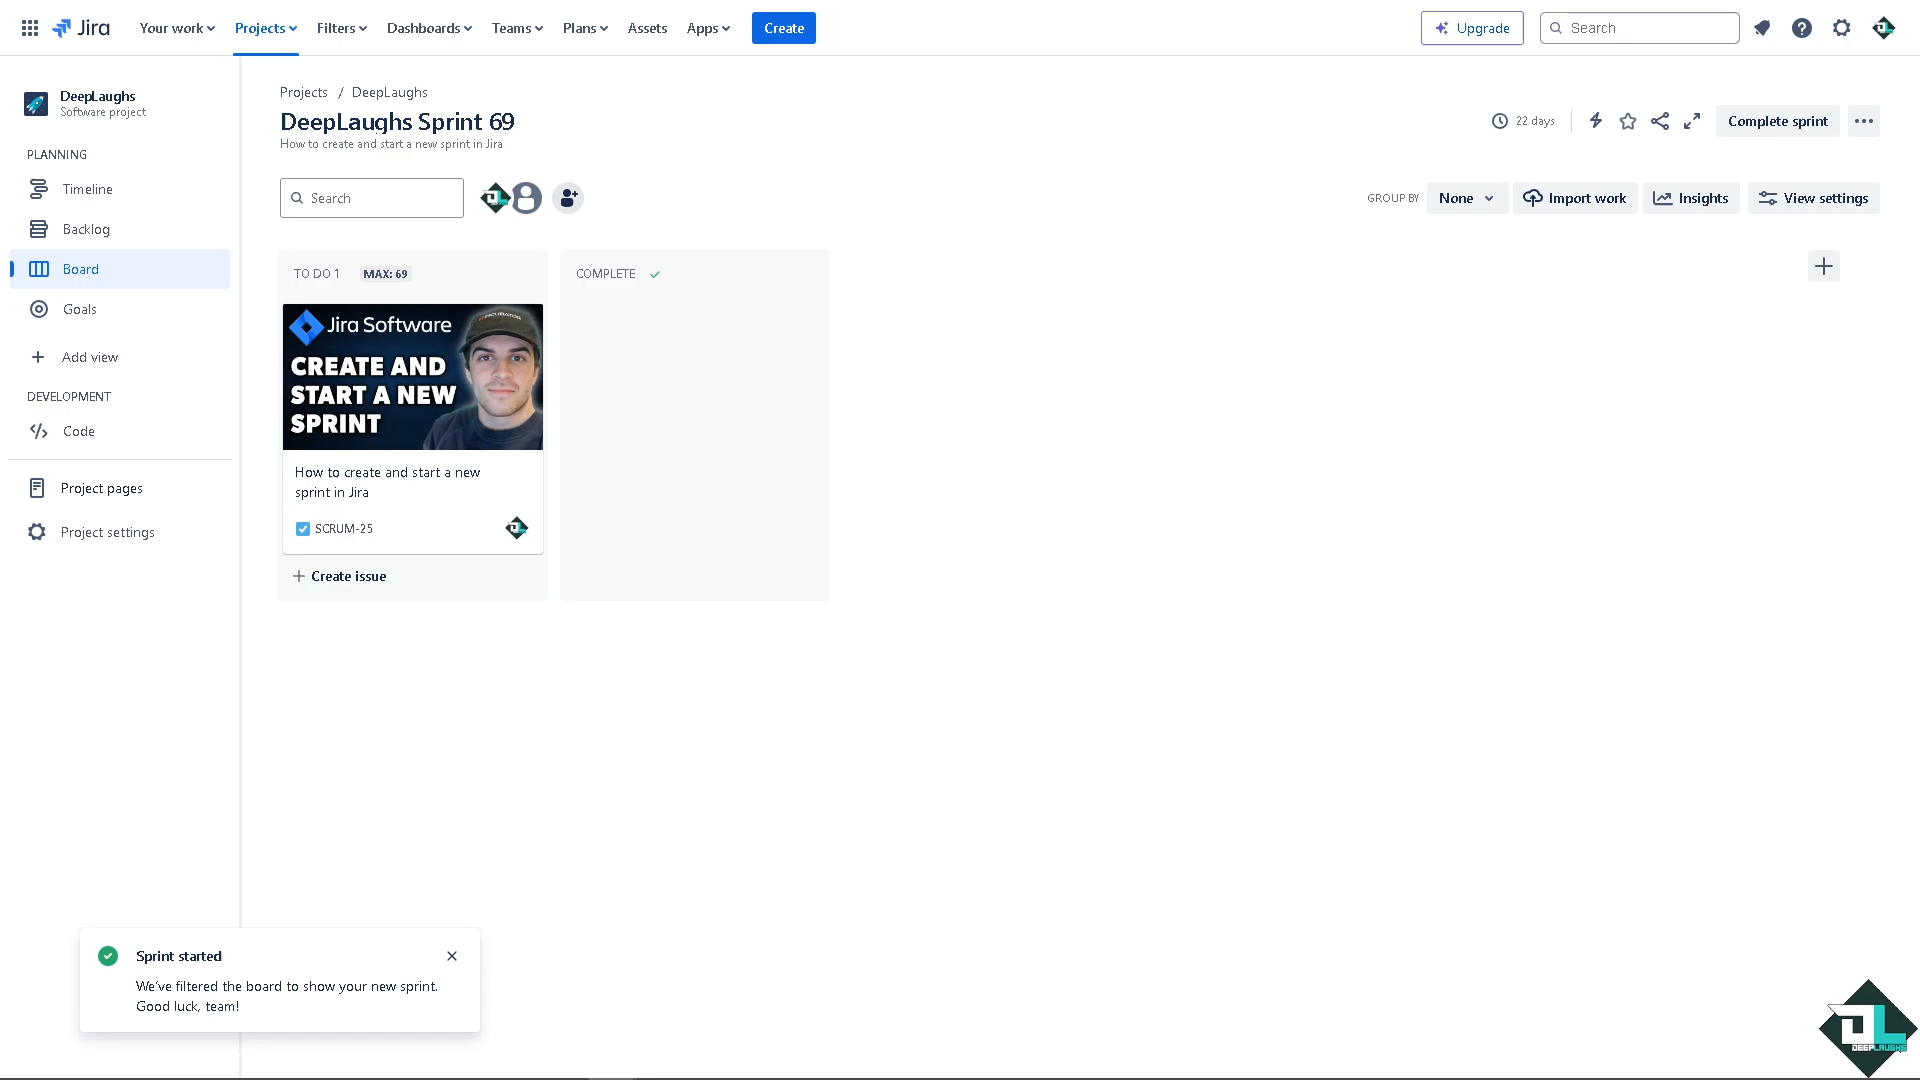 Jira
Your work
Projects
Filters
Dashboards
Teams
Plans
Assets
Apps
Create
Upgrade
Search
DeepLaughs
Software project
PLANNING
Timeline
Backlog
Board
Goals
Add view
DEVELOPMENT
Code
Project pages
Project settings
Projects / DeepLaughs
DeepLaughs Sprint 69
How to create and start a new sprint in Jira
22 days
Complete sprint
Search
GROUP BY
None
Import work
Insights
View settings
TO DO 1
MAX: 69
COMPLETE
Jira Software
CREATE AND
START A NEW
SPRINT
How to create and start a new
sprint in Jira
SCRUM-25
Create issue
Sprint started
We've filtered the board to show your new sprint.
Good luck, team!
DL
DEEPLAUGHS